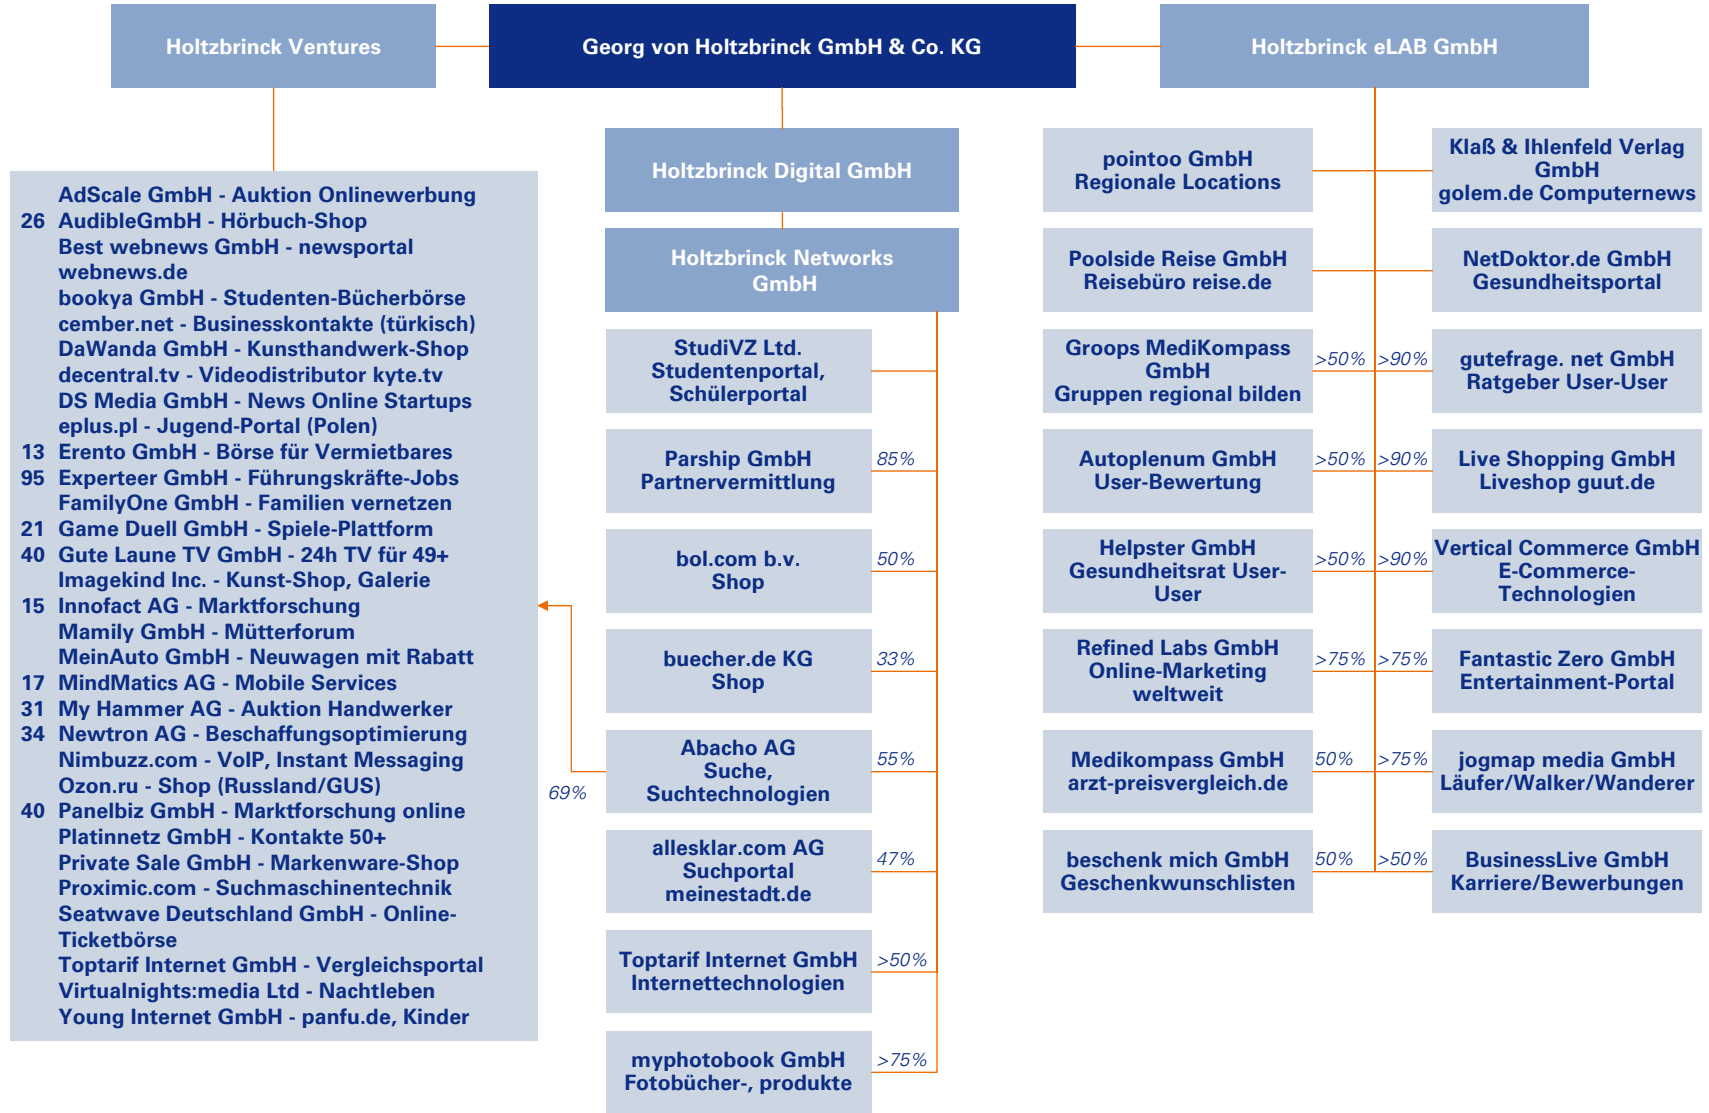 Holtzbrinck Ventures
Georg von Holtzbrinck GmbH & Co. KG
Holtzbrinck eLAB GmbH
AdScale GmbH - Auktion Onlinewerbung
26 AudibleGmbH - Hörbuch-Shop
Best webnews GmbH - newsportal
webnews.de
bookya GmbH - Studenten-Bücherbörse
cember.net - Businesskontakte (türkisch)
DaWanda GmbH - Kunsthandwerk-Shop
decentral.tv - Videodistributor kyte.tv
DS Media GmbH - News Online Startups
eplus.pl - Jugend-Portal (Polen)
13 Erento GmbH - Börse für Vermietbares
95 Experteer GmbH - Führungskräfte-Jobs
FamilyOne GmbH - Familien vernetzen
21 Game Duell GmbH - Spiele-Plattform
40 Gute Laune TV GmbH - 24h TV für 49+
Imagekind Inc. - Kunst-Shop, Galerie
15 Innofact AG - Marktforschung
Mamily GmbH - Mütterforum
MeinAuto GmbH - Neuwagen mit Rabatt
17 MindMatics AG - Mobile Services
31 My Hammer AG - Auktion Handwerker
34 Newtron AG - Beschaffungsoptimierung
Nimbuzz.com - VoIP, Instant Messaging
Ozon.ru - Shop (Russland/GUS)
40 Panelbiz GmbH - Marktforschung online
Platinnetz GmbH - Kontakte 50+
Private Sale GmbH - Markenware-Shop
Proximic.com - Suchmaschinentechnik
Seatwave Deutschland GmbH - Online-
Ticketbörse
Toptarif Internet GmbH - Vergleichsportal
Virtualnights:media Ltd - Nachtleben
Young Internet GmbH - panfu.de, Kinder
Holtzbrinck Digital GmbH
Holtzbrinck Networks
GmbH
StudiVZ Ltd.
Studentenportal,
Schülerportal
Parship GmbH
Partnervermittlung
85%
bol.com b.v.
Shop
50%
buecher.de KG
Shop
33%
Abacho AG
Suche,
Suchtechnologien
55%
69%
allesklar.com AG
Suchportal
meinestadt.de
47%
Toptarif Internet GmbH
Internettechnologien
>50%
myphotobook GmbH
Fotobücher-, produkte
>75%
pointoo GmbH
Regionale Locations
Klaß & Ihlenfeld Verlag
GmbH
golem.de Computernews
Poolside Reise GmbH
Reisebüro reise.de
NetDoktor.de GmbH
Gesundheitsportal
Groops MediKompass
GmbH
Gruppen regional bilden
>50%
>90%
gutefrage. net GmbH
Ratgeber User-User
Autoplenum GmbH
User-Bewertung
>50%
>90%
Live Shopping GmbH
Liveshop guut.de
Helpster GmbH
Gesundheitsrat User-
User
>50%
>90%
Vertical Commerce GmbH
E-Commerce-
Technologien
Refined Labs GmbH
Online-Marketing
weltweit
>75%
>75%
Fantastic Zero GmbH
Entertainment-Portal
Medikompass GmbH
arzt-preisvergleich.de
50%
>75%
jogmap media GmbH
Läufer/Walker/Wanderer
beschenk mich GmbH
Geschenkwunschlisten
50%
>50%
BusinessLive GmbH
Karriere/Bewerbungen